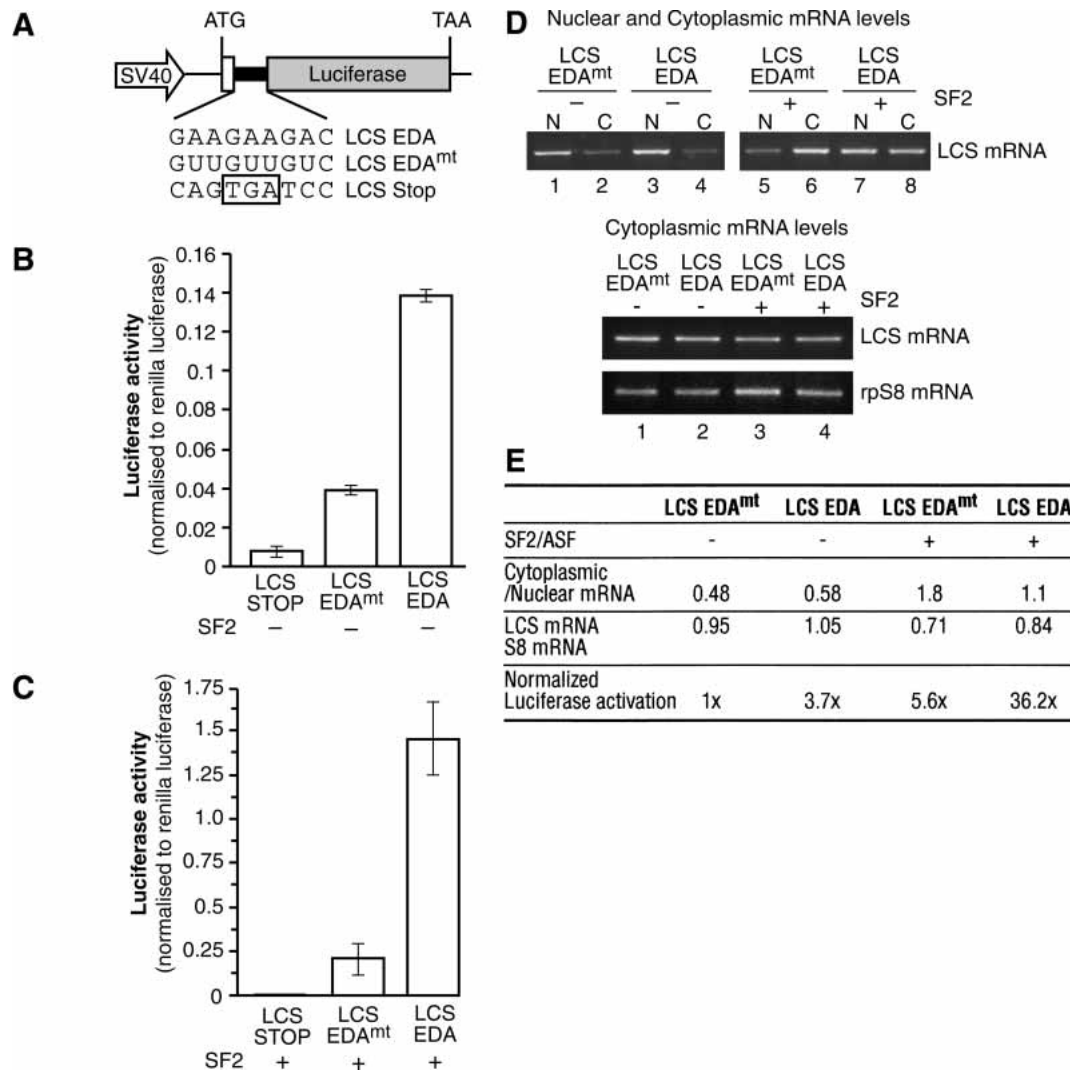 A
ATG TAA
SV40 Luciferase
GAAGAAGAC LCS EDA
GUUGUUGUC LCS EDAmt
CAGTGATCC LCS Stop
B
Luciferase activity
(normalised to renilla luciferase)
0.16
0.14
0.12
0.1
0.08
0.06
0.04
0.02
0
LCS STOP
LCS EDAmt
LCS EDA
SF2 – – –
C
Luciferase activity
(normalised to renilla luciferase)
1.75
1.5
1.25
1.0
0.75
0.5
0.25
0
LCS STOP
LCS EDAmt
LCS EDA
SF2 + + +
D
Nuclear and Cytoplasmic mRNA levels
LCS LCS LCS LCS
EDAmt EDA EDAmt EDA
– – + + SF2
N C N C N C N C
LCS mRNA
1 2 3 4 5 6 7 8
Cytoplasmic mRNA levels
LCS LCS LCS LCS
EDAmt EDA EDAmt EDA
- - + + SF2
LCS mRNA
rpS8 mRNA
1 2 3 4
E
LCS EDAmt LCS EDA LCS EDAmt LCS EDA
SF2/ASF - - + +
Cytoplasmic
/Nuclear mRNA 0.48 0.58 1.8 1.1
LCS mRNA 0.95 1.05 0.71 0.84
S8 mRNA
Normalized
Luciferase activation 1x 3.7x 5.6x 36.2x